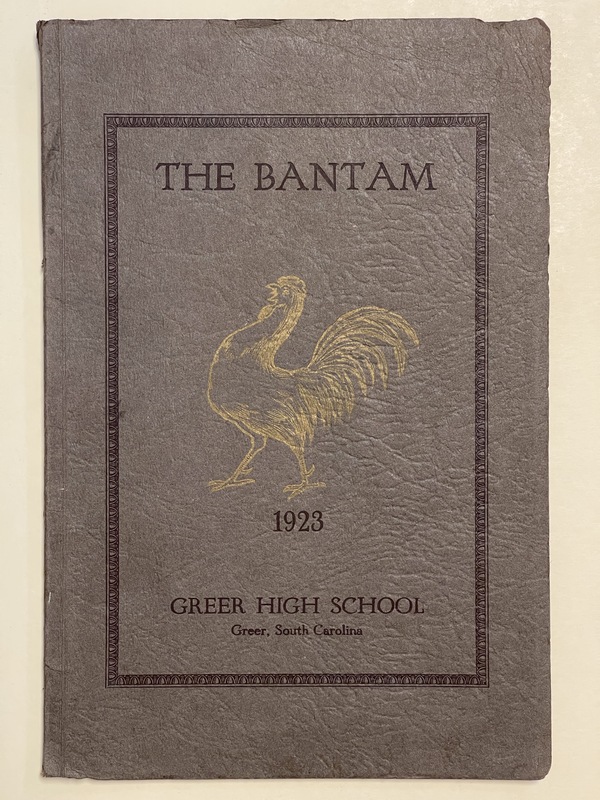 THE BANTAM
1923
GREER HIGH SCHOOL
Greer, South Carolina